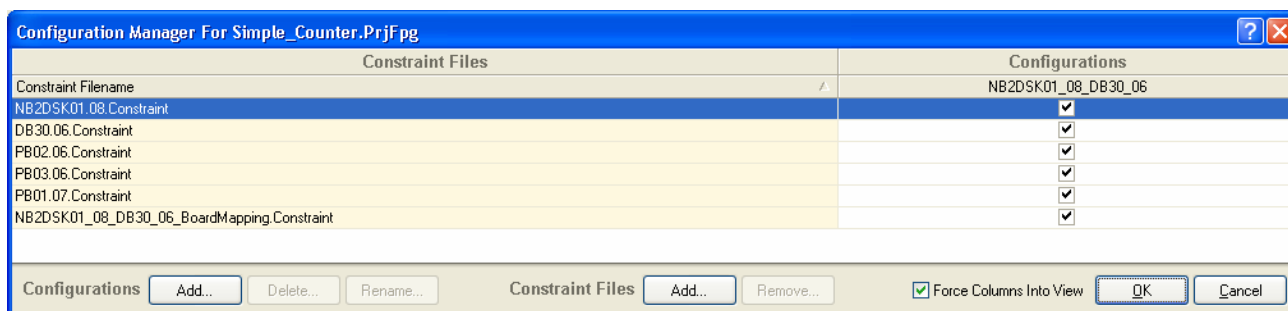 Configuration Manager For Simple_Counter.PrjFpg
Constraint Files Configurations
Constraint Filename NB2DSK01_08_DB30_06
NB2DSK01.08.Constraint
DB30.06.Constraint
PB02.06.Constraint
PB03.06.Constraint
PB01.07.Constraint
NB2DSK01_08_DB30_06_BoardMapping.Constraint
Configurations Add... Delete... Rename... Constraint Files Add... Remove... Force Columns Into View OK Cancel